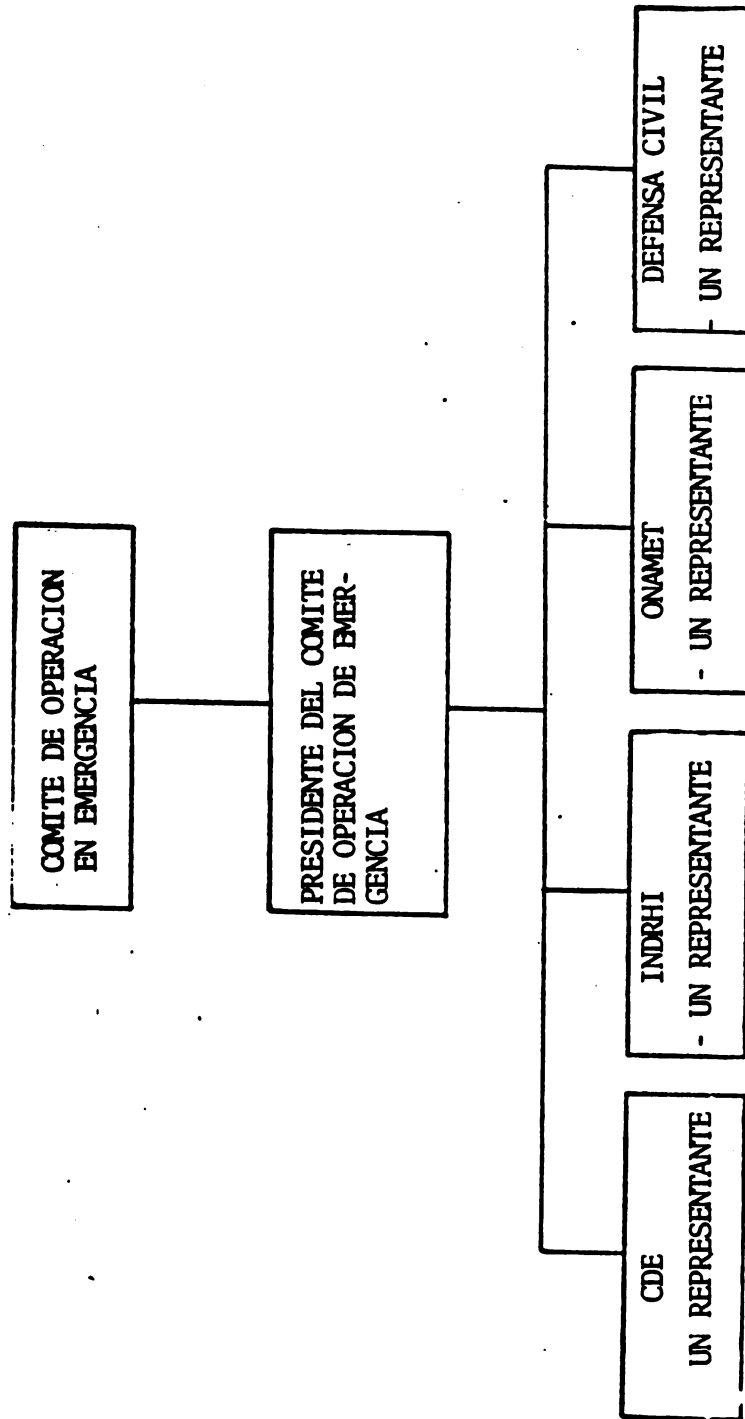 COMITE DE OPERACION
EN EMERGENCIA
PRESIDENTE DEL COMITE
DE OPERACION DE EMER-
GENCIA
CDE
UN REPRESENTANTE
INDRHI
- UN REPRESENTANTE
ONAMET
- UN REPRESENTANTE
DEFENSA CIVIL
- UN REPRESENTANTE